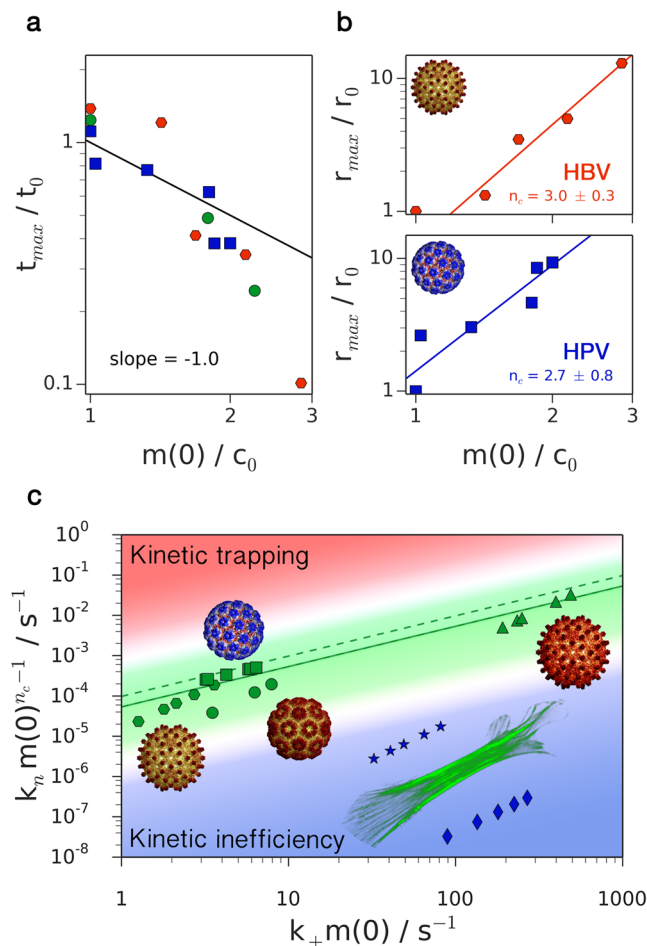 a
t_max / t_0
1
0.1
slope = -1.0
1
2
3
m(0) / c_0
b
r_max / r_0
10
1
HBV
n_c = 3.0 ± 0.3
r_max / r_0
10
1
HPV
n_c = 2.7 ± 0.8
1
2
3
m(0) / c_0
c
k_n m(0)^{n_c −1} / s^{−1}
10^0
10^{-1}
10^{-2}
10^{-3}
10^{-4}
10^{-5}
10^{-6}
10^{-7}
10^{-8}
Kinetic trapping
Kinetic inefficiency
1
10
100
1000
k_+ m(0) / s^{−1}